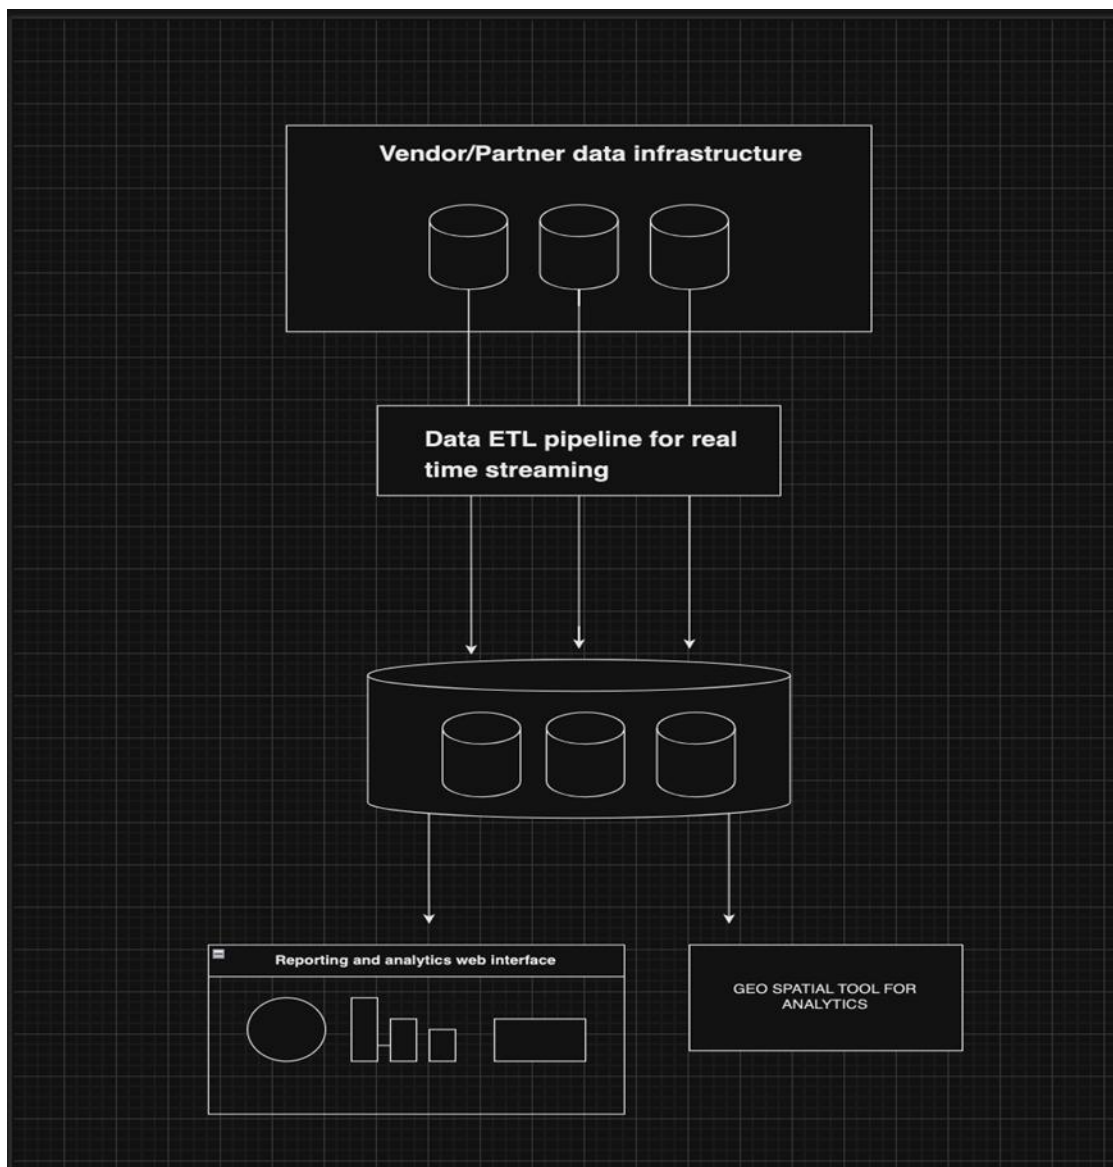 Vendor/Partner data infrastructure
Data ETL pipeline for real
time streaming
Reporting and analytics web interface
GEO SPATIAL TOOL FOR
ANALYTICS